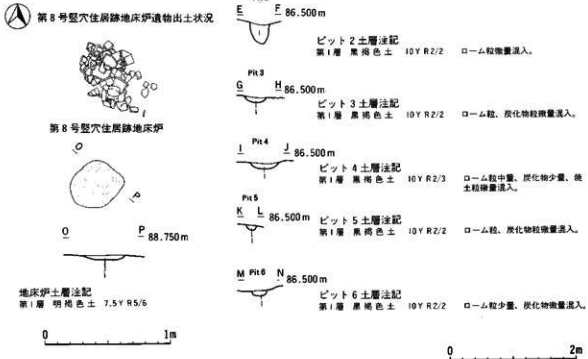 第8号竪穴住居跡地床炉遺物出土状況
第8号竪穴住居跡地床炉
O
P
O P 88.750m
地床炉土層注記
第1層 明褐色土 7.5YR5/6
0 1m
E F 86.500m
ピット2土層注記
第1層 黒褐色土 10YR2/2 ローム粒微量混入。
Pit3
G H 86.500m
ピット3土層注記
第1層 黒褐色土 10YR2/2 ローム粒、炭化物粒微量混入。
Pit4
I J 86.500m
ピット4土層注記
第1層 黒褐色土 10YR2/3 ローム粒中量、炭化物少量、焼
土粒微量混入。
Pit5
K L 86.500m
ピット5土層注記
第1層 黒褐色土 10YR2/2 ローム粒、炭化物粒微量混入。
M Pit6 N 86.500m
ピット6土層注記
第1層 黒褐色土 10YR2/2 ローム粒少量、炭化物微量混入。
0 2m